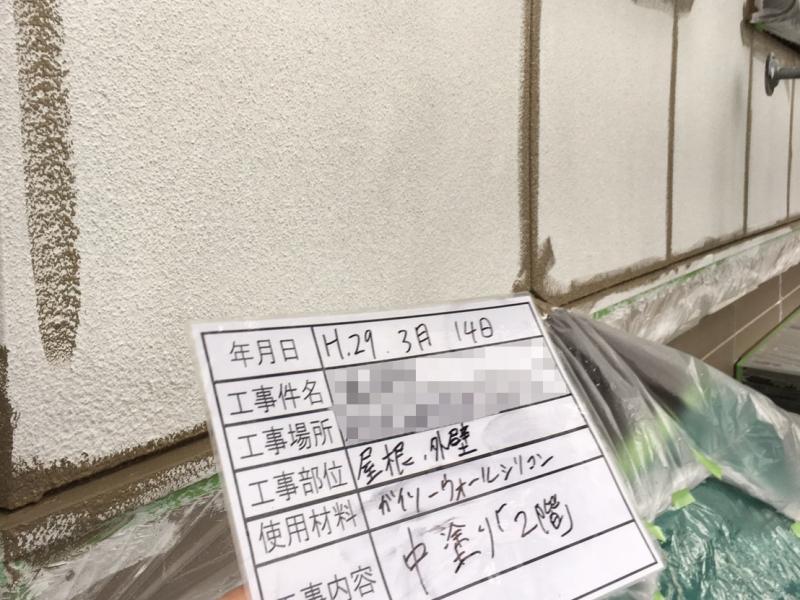 年月日 H.29.3月 14日
工事件名
工事場所
工事部位 屋根、外壁
使用材料 ガイソーウォールシリコン
工事内容 中塗り「2階」